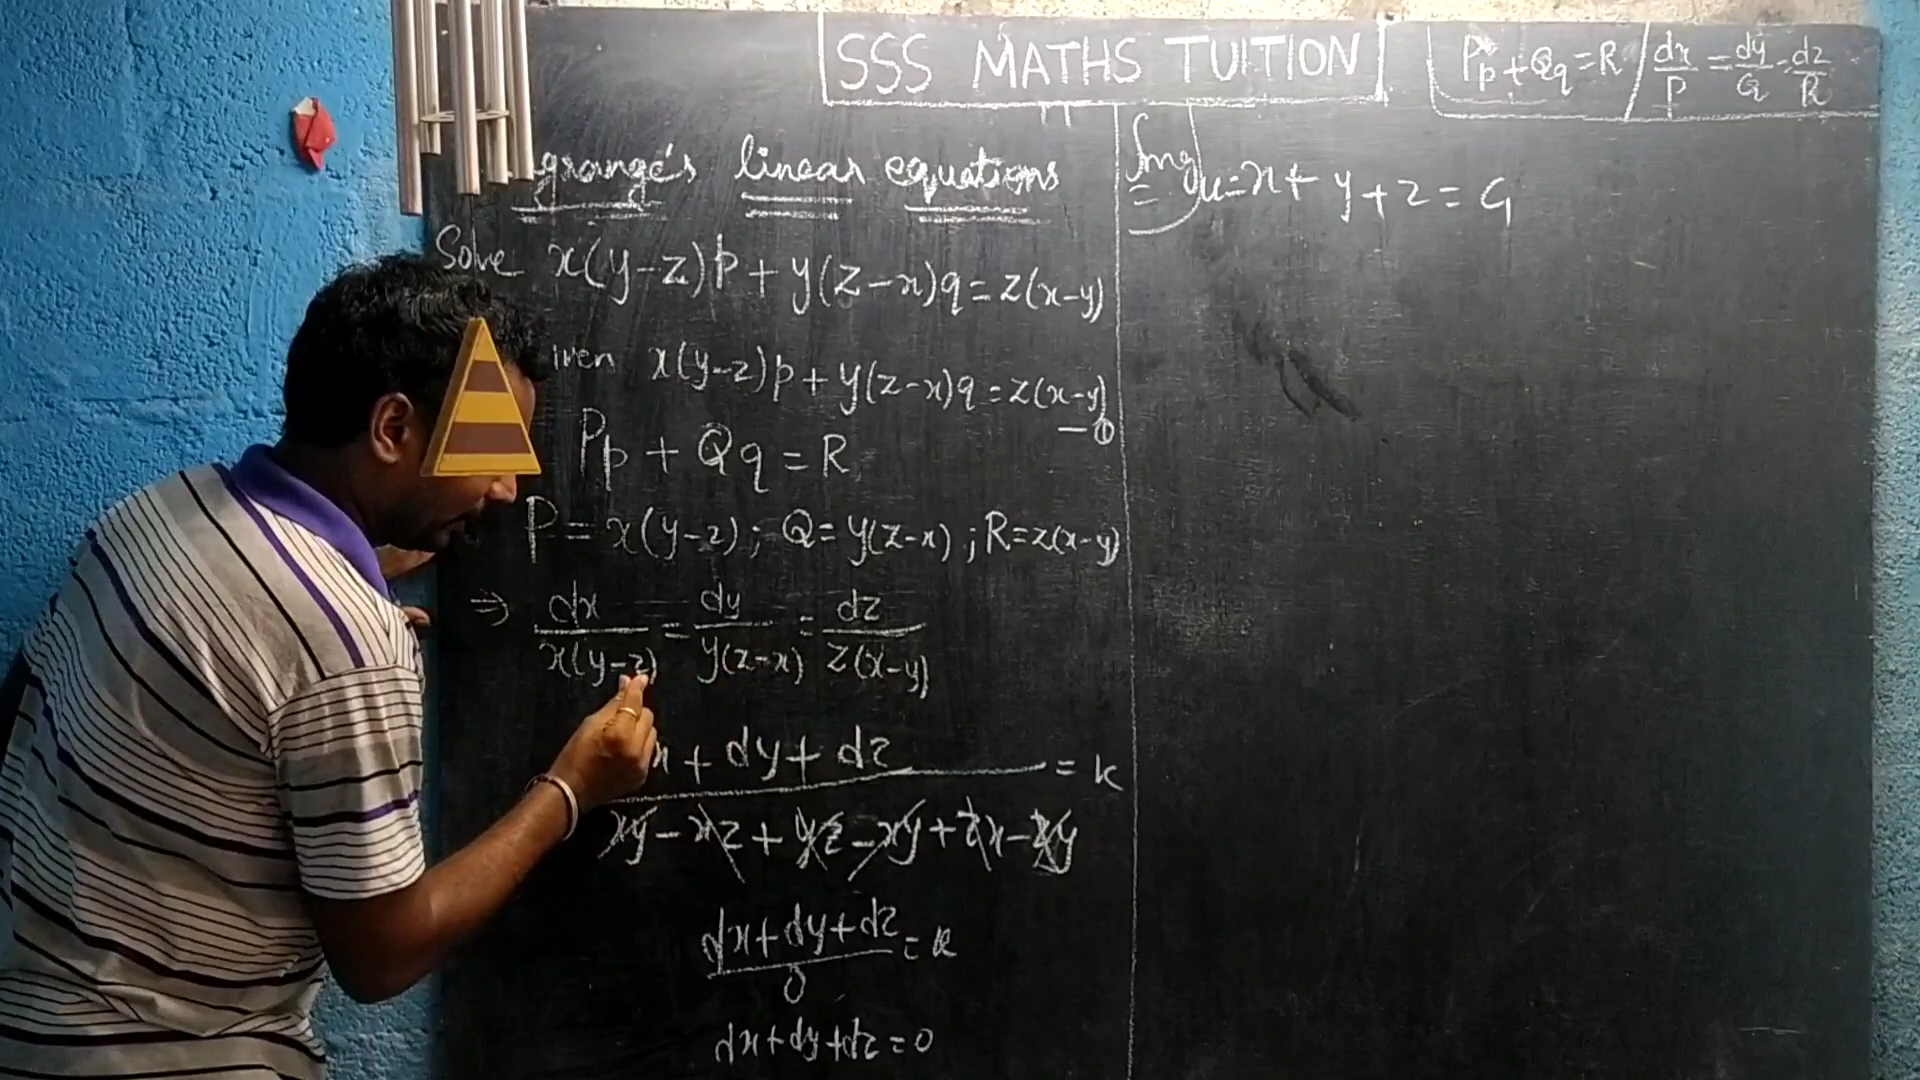 SSS MATHS TUITION
Pp + Qq = R / dx/P = dy/Q = dz/R
grange's linear equations
Solve x(y-z)p + y(z-x)q = z(x-y)
iven x(y-z)p + y(z-x)q = z(x-y)
— ①
Pp + Qq = R
P = x(y-z) ; Q = y(z-x) ; R = z(x-y)
⇒ dx/x(y-z) = dy/y(z-x) = dz/z(x-y)
x + dy + dz / xy - xz + yz - xy + zx - zy = k
dx + dy + dz / 0 = k
dx + dy + dz = 0
u = x + y + z = C₁